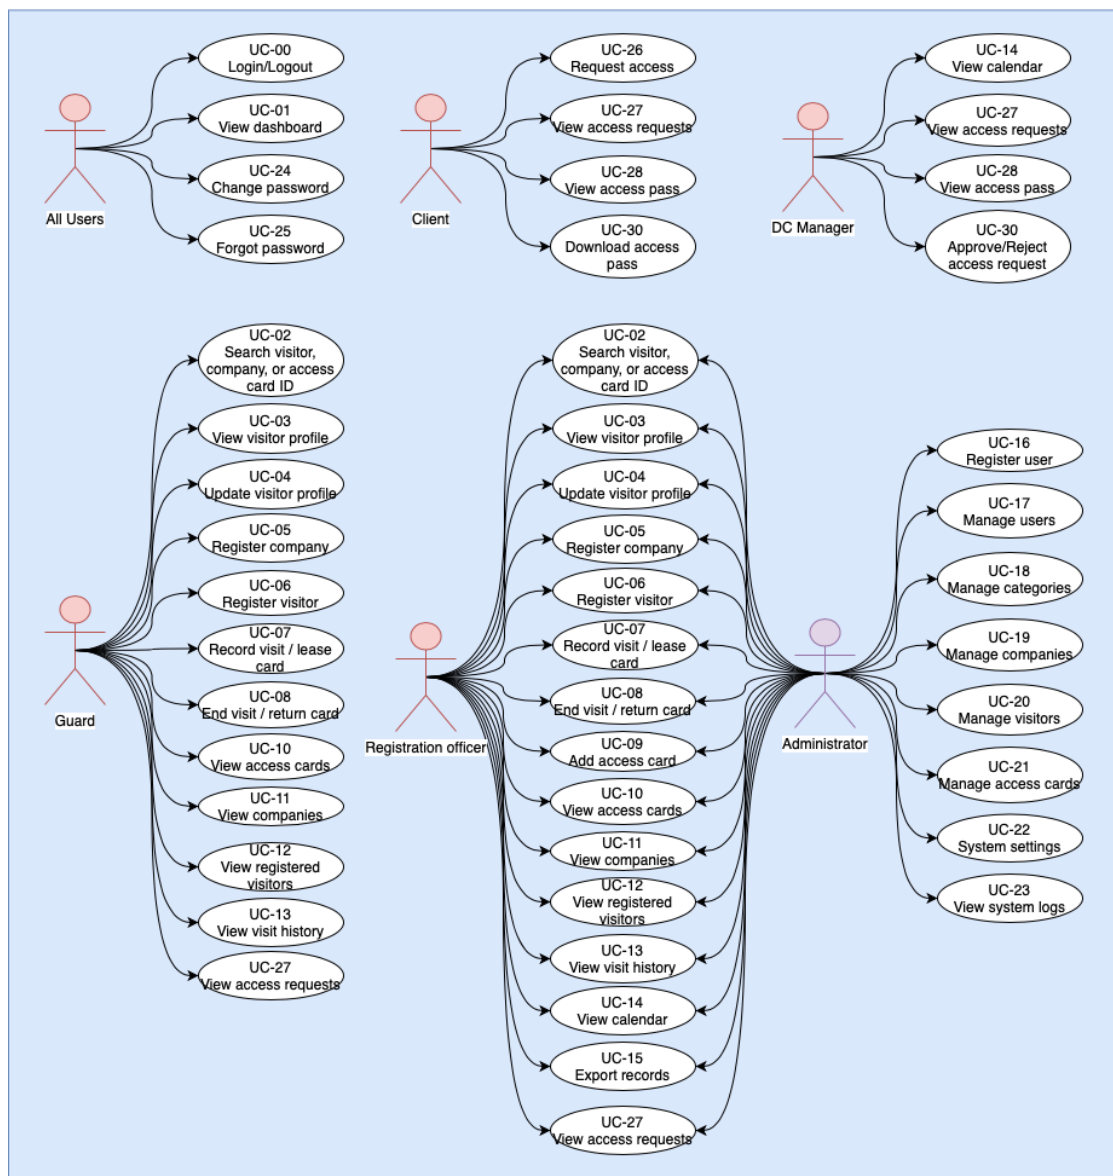 UC-00
Login/Logout
UC-01
View dashboard
UC-24
Change password
UC-25
Forgot password
All Users
UC-26
Request access
UC-27
View access requests
UC-28
View access pass
UC-30
Download access
pass
Client
UC-14
View calendar
UC-27
View access requests
UC-28
View access pass
UC-30
Approve/Reject
access request
DC Manager
UC-02
Search visitor,
company, or access
card ID
UC-03
View visitor profile
UC-04
Update visitor profile
UC-05
Register company
UC-06
Register visitor
UC-07
Record visit / lease
card
UC-08
End visit / return card
UC-10
View access cards
UC-11
View companies
UC-12
View registered
visitors
UC-13
View visit history
UC-27
View access requests
Guard
UC-02
Search visitor,
company, or access
card ID
UC-03
View visitor profile
UC-04
Update visitor profile
UC-05
Register company
UC-06
Register visitor
UC-07
Record visit / lease
card
UC-08
End visit / return card
UC-09
Add access card
UC-10
View access cards
UC-11
View companies
UC-12
View registered
visitors
UC-13
View visit history
UC-14
View calendar
UC-15
Export records
UC-27
View access requests
Registration officer
Administrator
UC-16
Register user
UC-17
Manage users
UC-18
Manage categories
UC-19
Manage companies
UC-20
Manage visitors
UC-21
Manage access cards
UC-22
System settings
UC-23
View system logs